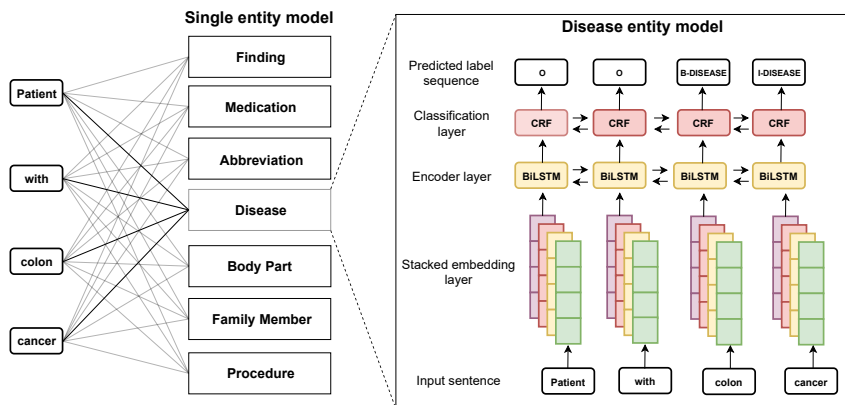 Single entity model
Patient
with
colon
cancer
Finding
Medication
Abbreviation
Disease
Body Part
Family Member
Procedure
Disease entity model
Predicted label
sequence
O
O
B-DISEASE
I-DISEASE
Classification
layer
CRF
CRF
CRF
CRF
Encoder layer
BiLSTM
BiLSTM
BiLSTM
BiLSTM
Stacked embedding
layer
Input sentence
Patient
with
colon
cancer